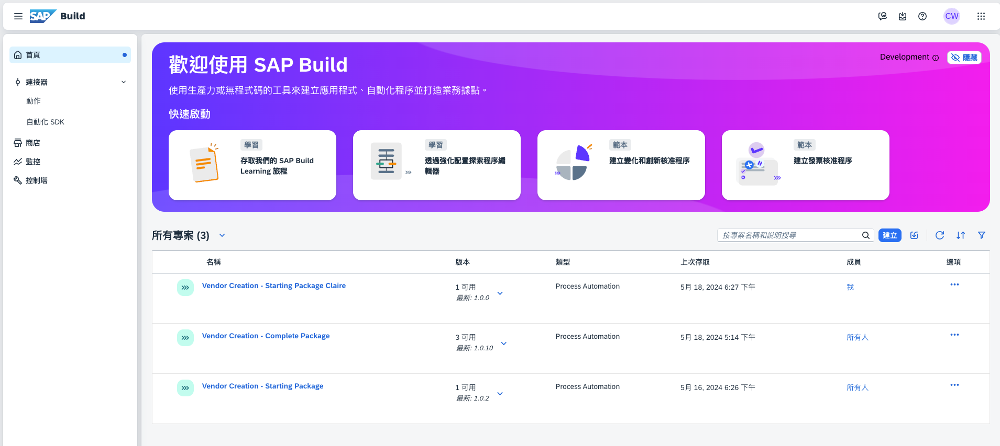 SAP Build
CW
首頁
連接器
動作
自動化 SDK
商店
監控
控制塔
歡迎使用 SAP Build
Development
隱藏
使用生產力或無程式碼的工具來建立應用程式、自動化程序並打造業務據點。
快速啟動
學習
存取我們的 SAP Build
Learning 旅程
學習
透過強化配置探索程序編
輯器
範本
建立變化和創新核准程序
範本
建立發票核准程序
所有專案 (3)
按專案名稱和說明搜尋
建立
名稱 版本 類型 上次存取 成員 選項
Vendor Creation - Starting Package Claire
1 可用
最新: 1.0.0
Process Automation
5月 18, 2024 6:27 下午
我
Vendor Creation - Complete Package
3 可用
最新: 1.0.10
Process Automation
5月 18, 2024 5:14 下午
所有人
Vendor Creation - Starting Package
1 可用
最新: 1.0.2
Process Automation
5月 16, 2024 6:26 下午
所有人